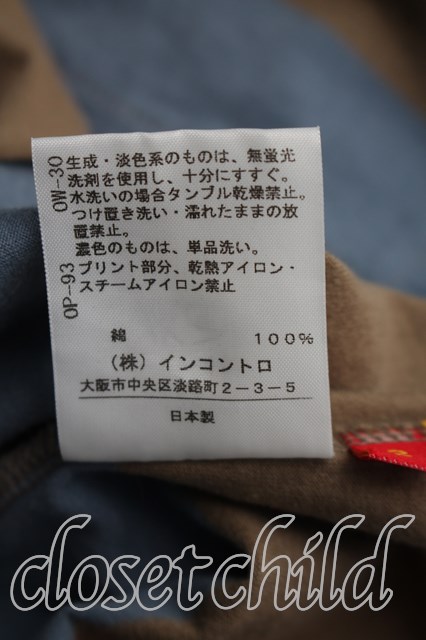 OW-30
生成・淡色系のものは、無蛍光
洗剤を使用し、十分にすすぐ。
水洗いの場合タンブル乾燥禁止。
つけ置き洗い・濡れたままの放
置禁止。
濃色のものは、単品洗い。
OP-93
プリント部分、乾熱アイロン・
スチームアイロン禁止
綿 100%
(株)インコントロ
大阪市中央区淡路町2-3-5
日本製
closetchild